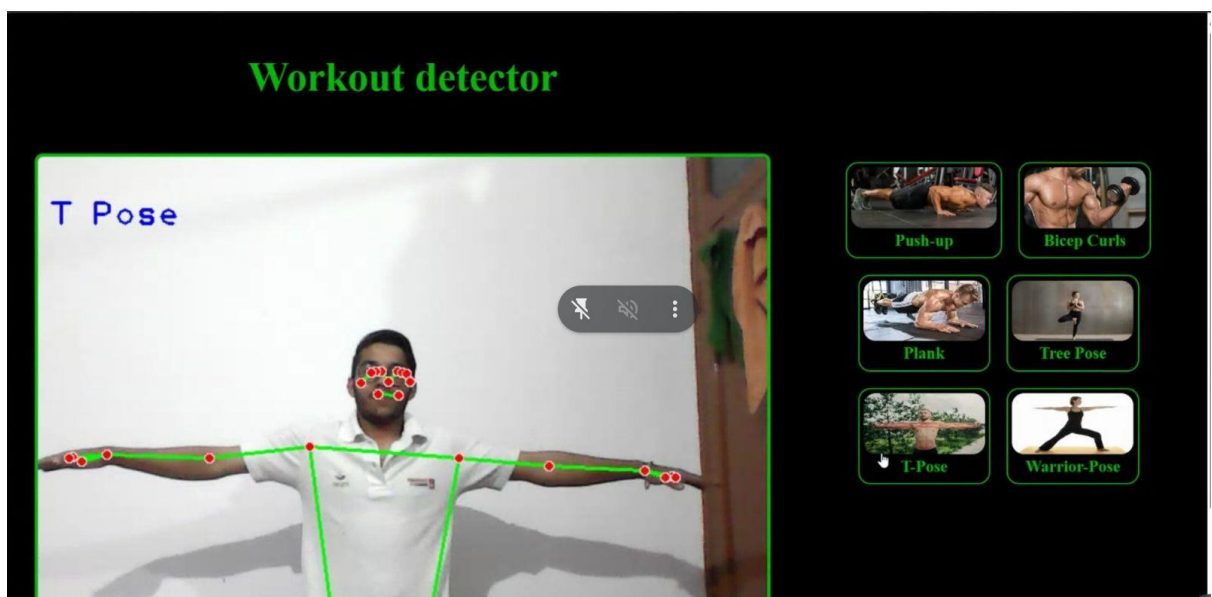 Workout detector
T Pose
Push-up
Bicep Curls
Plank
Tree Pose
T-Pose
Warrior-Pose